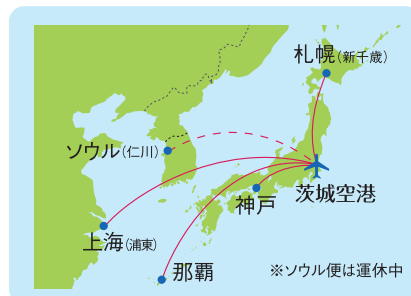 札幌(新千歳)
ソウル(仁川)
茨城空港
神戸
上海(浦東)
那覇
※ソウル便は運休中